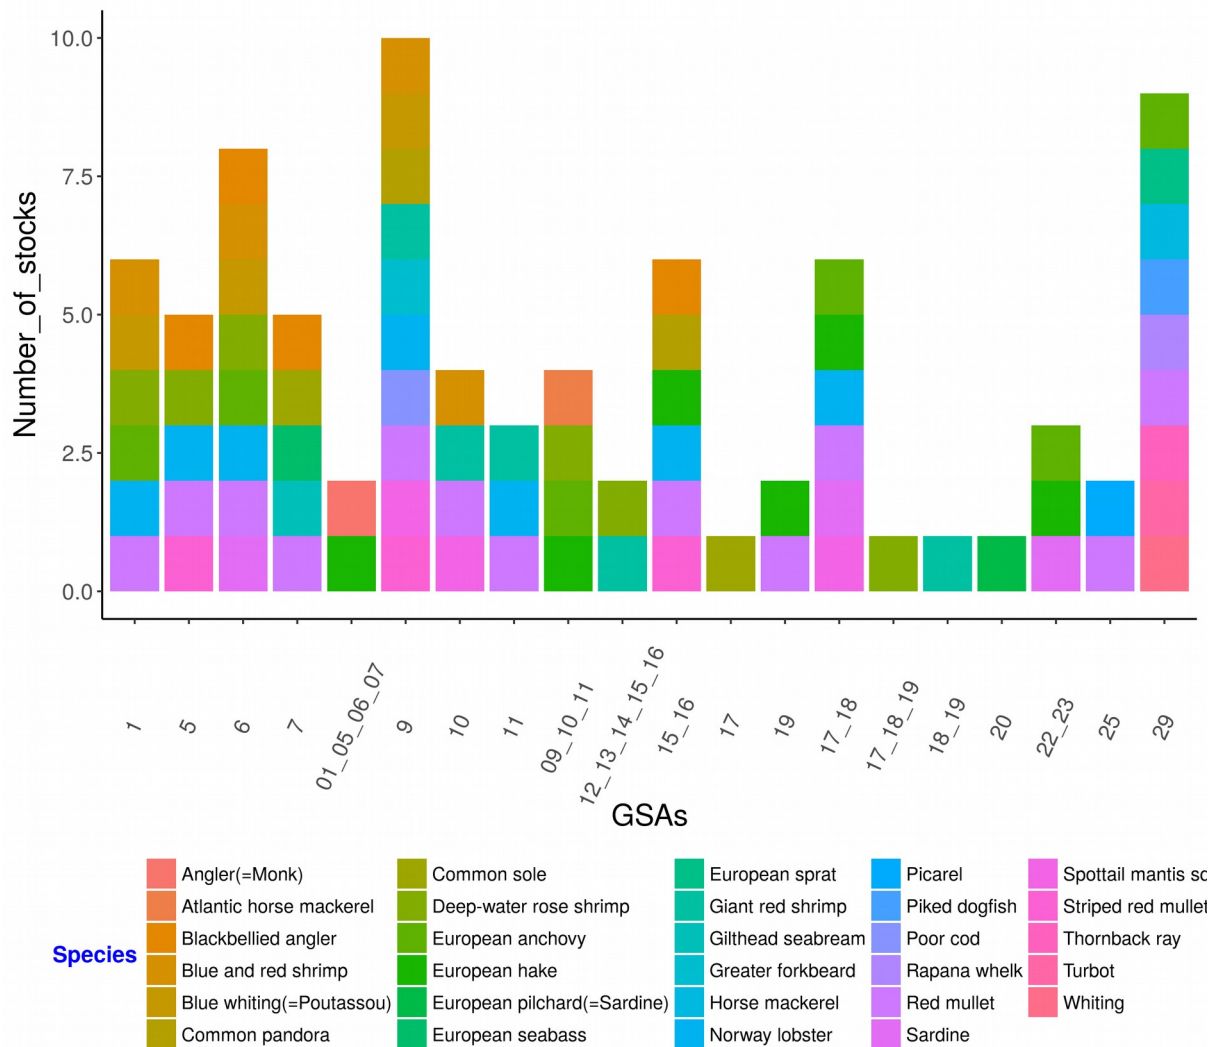 Number_of_stocks
10.0
7.5
5.0
2.5
0.0
1 5 6 7 01_05_06_07 9 10 11 09_10_11 12_13_14_15_16 15_16 17 19 17_18 17_18_19 18_19 20 22_23 25 29
GSAs
Species
Angler(=Monk)
Atlantic horse mackerel
Blackbellied angler
Blue and red shrimp
Blue whiting(=Poutassou)
Common pandora
Common sole
Deep-water rose shrimp
European anchovy
European hake
European pilchard(=Sardine)
European seabass
European sprat
Giant red shrimp
Gilthead seabream
Greater forkbeard
Horse mackerel
Norway lobster
Picarel
Piked dogfish
Poor cod
Rapana whelk
Red mullet
Sardine
Spottail mantis
Striped red mullet
Thornback ray
Turbot
Whiting